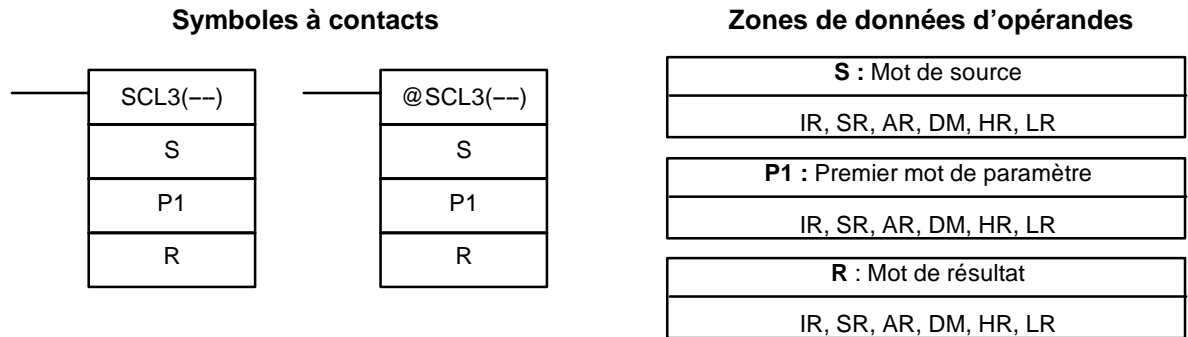 Symboles à contacts
SCL3(–––)
S
P1
R
@SCL3(–––)
S
P1
R
Zones de données d’opérandes
S : Mot de source
IR, SR, AR, DM, HR, LR
P1 : Premier mot de paramètre
IR, SR, AR, DM, HR, LR
R : Mot de résultat
IR, SR, AR, DM, HR, LR